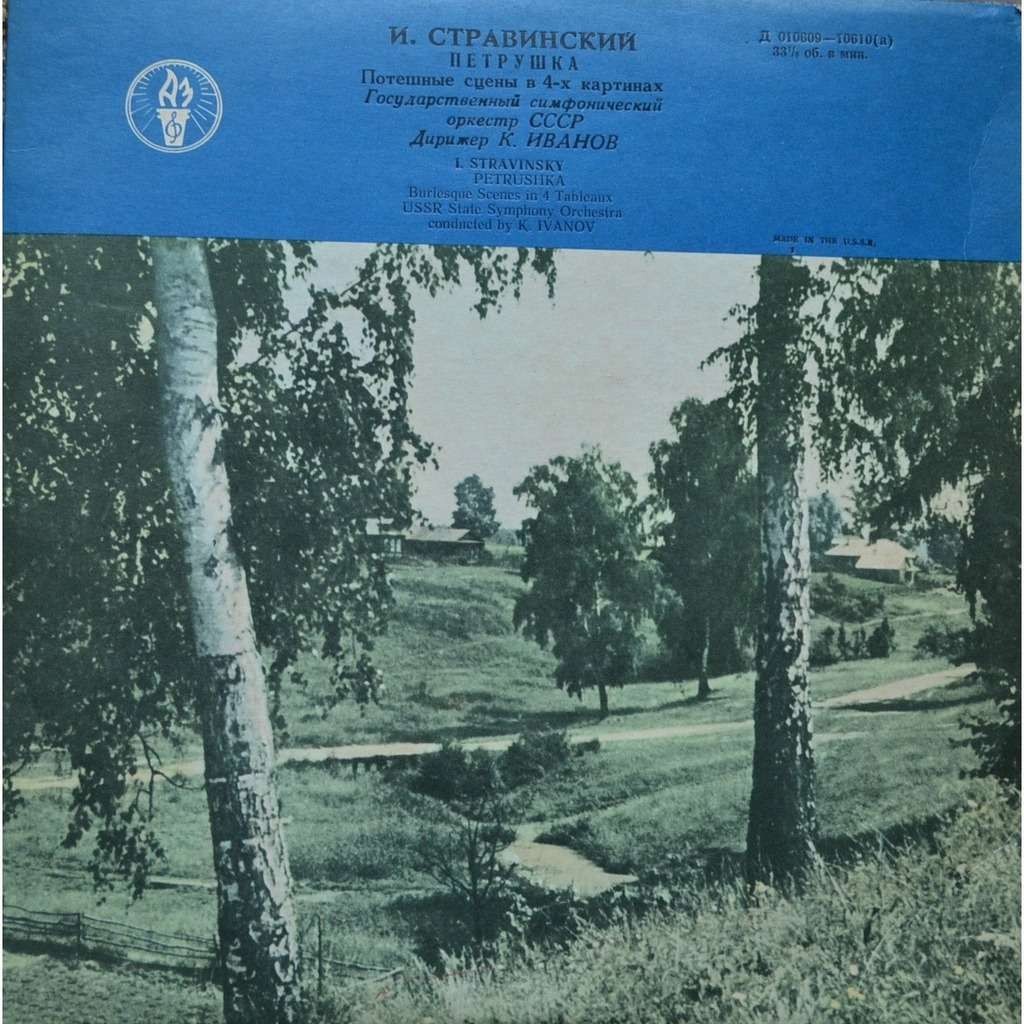 И. СТРАВИНСКИЙ
ПЕТРУШКА
Потешные сцены в 4-х картинах
Государственный симфонический
оркестр СССР
Дирижер К. ИВАНОВ
I. STRAVINSKY
PETRUSHKA
Burlesque Scenes in 4 Tableaux
USSR State Symphony Orchestra
conducted by K. IVANOV
Д 010609—10610(а)
33⅓ об. в мин.
ДЗ
MADE IN THE U.S.S.R.